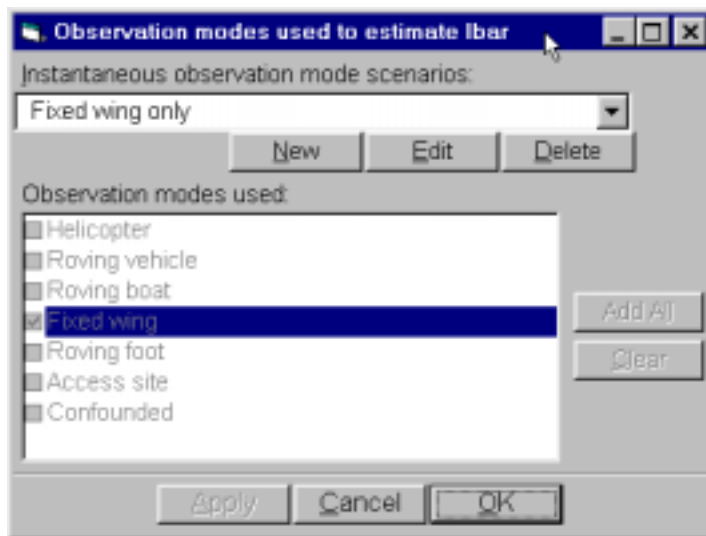 Observation modes used to estimate Ibar
Instantaneous observation mode scenarios:
Fixed wing only
New Edit Delete
Observation modes used:
Helicopter
Roving vehicle
Roving boat
Fixed wing
Roving foot
Access site
Confounded
Add All
Clear
Apply Cancel OK